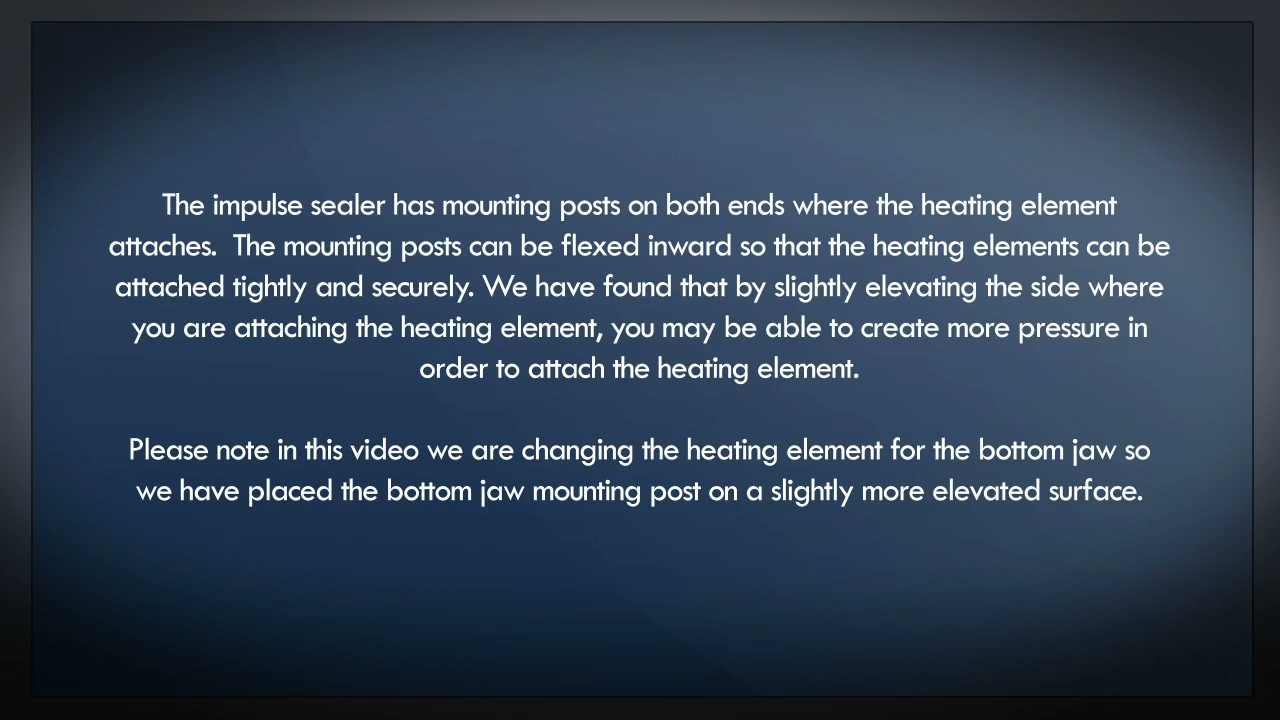 The impulse sealer has mounting posts on both ends where the heating element
attaches.  The mounting posts can be flexed inward so that the heating elements can be
attached tightly and securely. We have found that by slightly elevating the side where
you are attaching the heating element, you may be able to create more pressure in
order to attach the heating element.
Please note in this video we are changing the heating element for the bottom jaw so
we have placed the bottom jaw mounting post on a slightly more elevated surface.